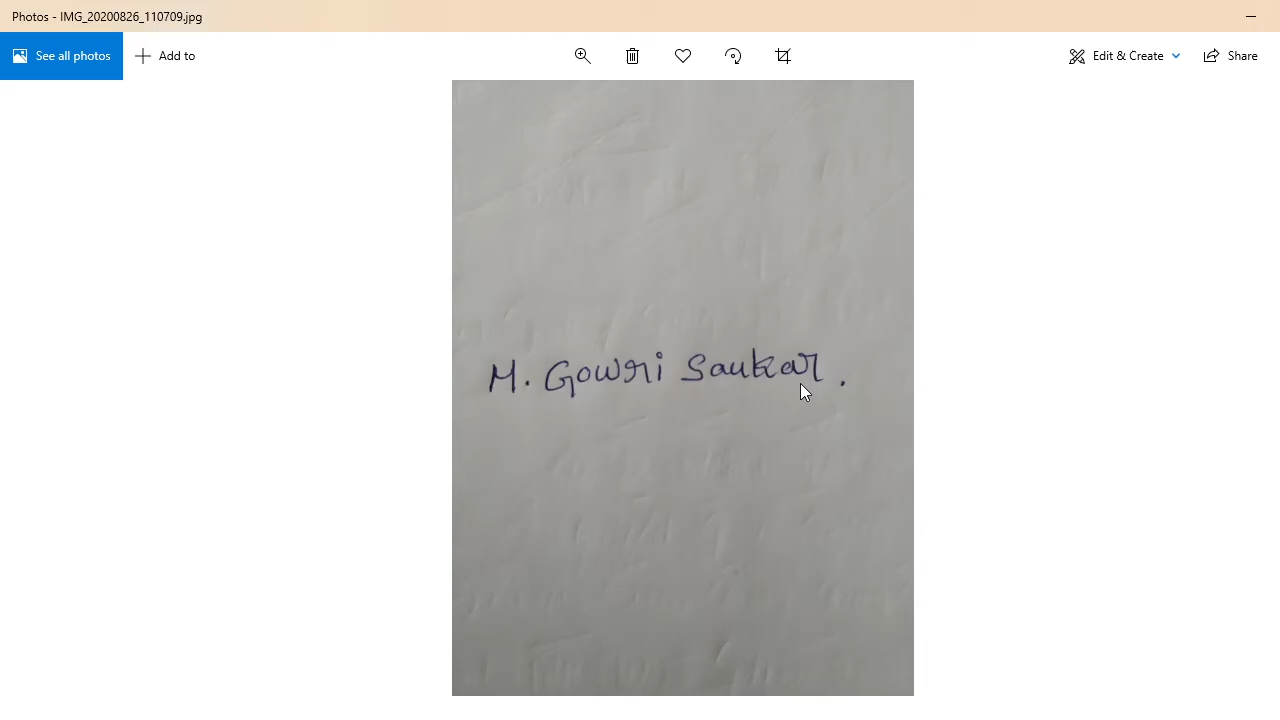 Photos - IMG_20200826_110709.jpg
See all photos
Add to
Edit & Create
Share
M. Gowri Sankar.